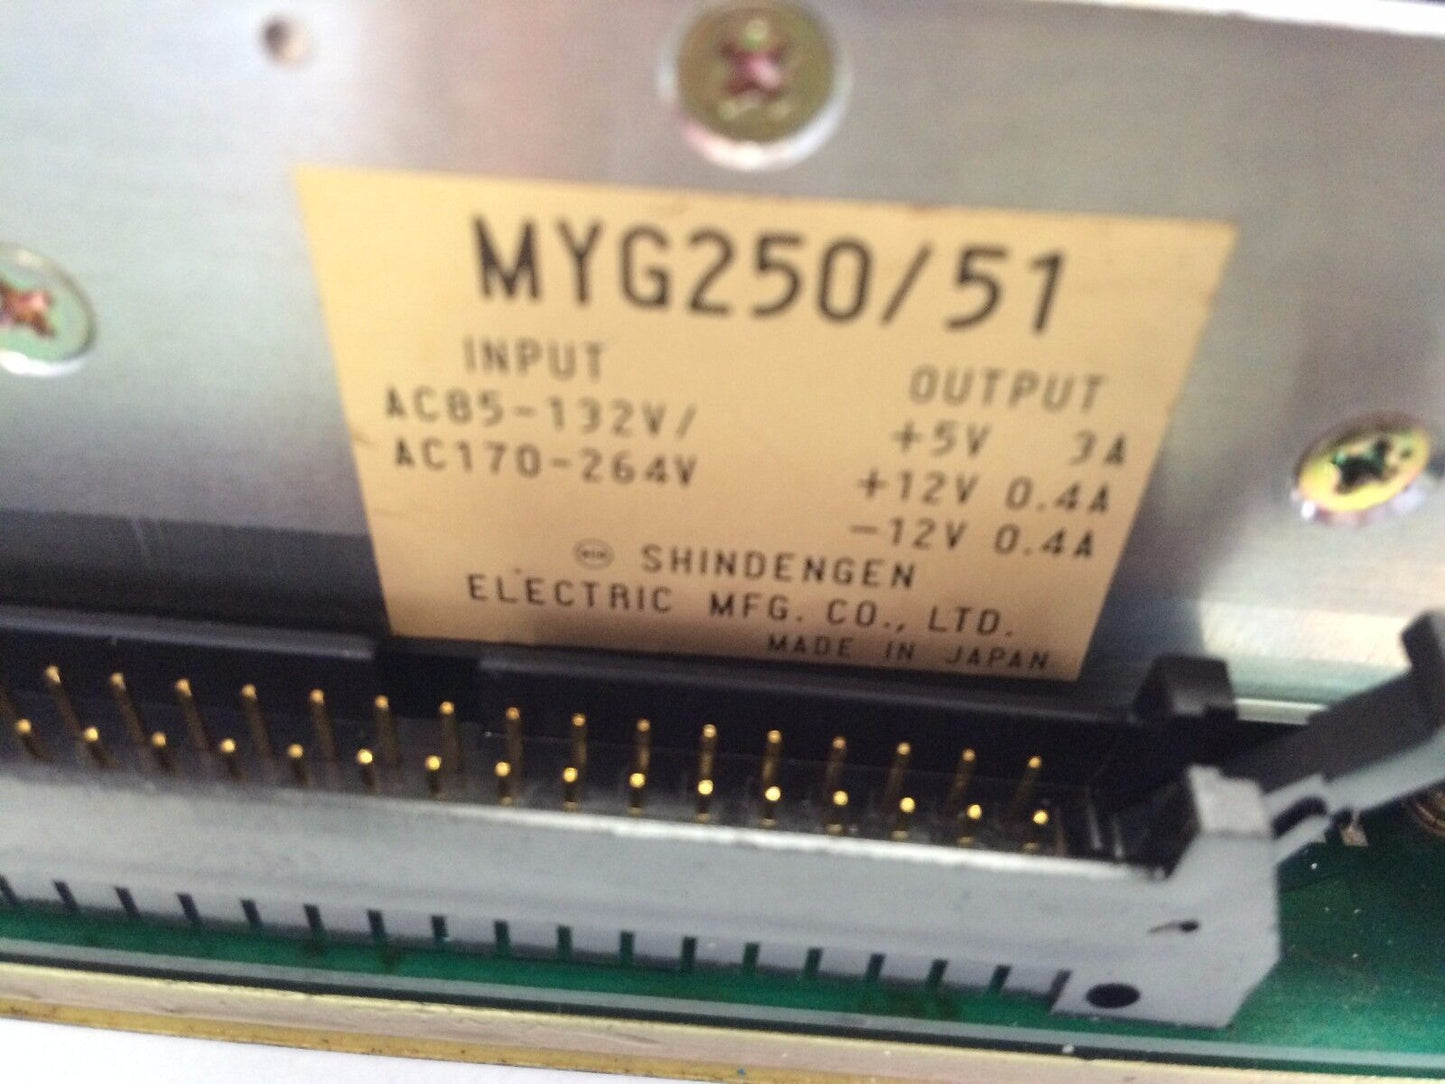 MYG250/51
INPUT
AC85-132V/
AC170-264V
OUTPUT
+5V 3A
+12V 0.4A
-12V 0.4A
SHINDENGEN
ELECTRIC MFG. CO., LTD.
MADE IN JAPAN